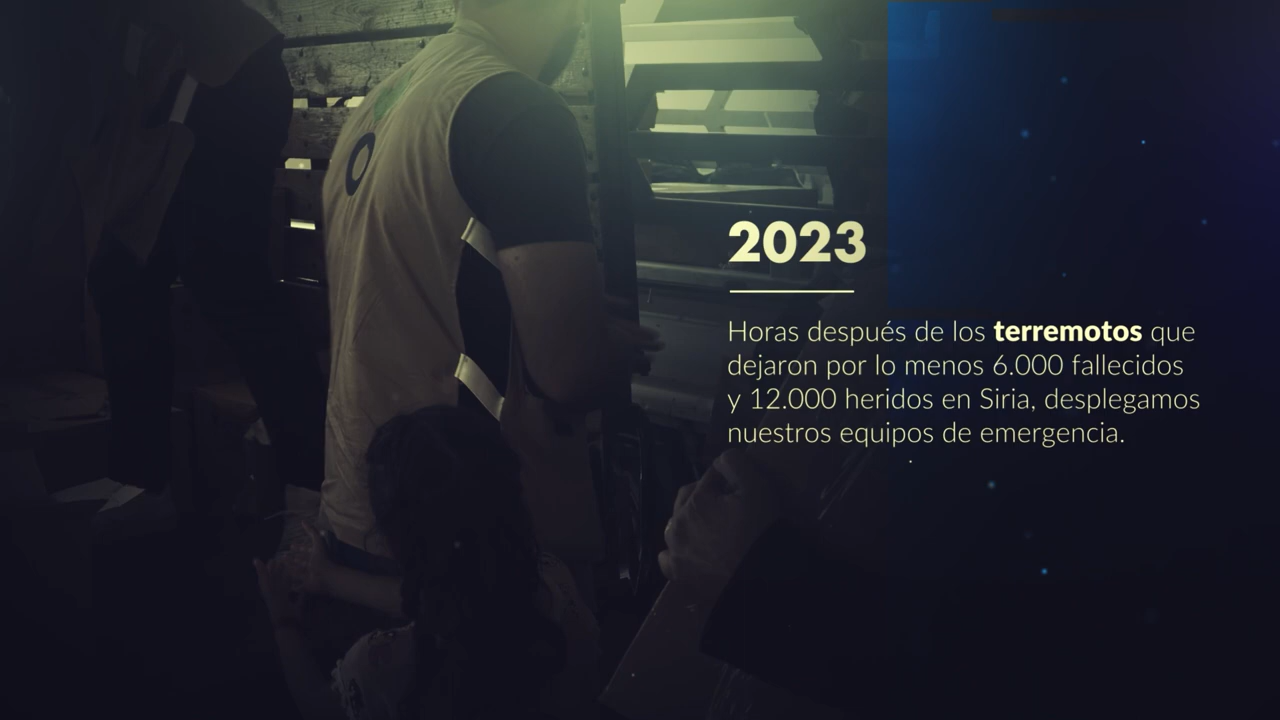 2023
Horas después de los terremotos que
dejaron por lo menos 6.000 fallecidos
y 12.000 heridos en Siria, desplegamos
nuestros equipos de emergencia.